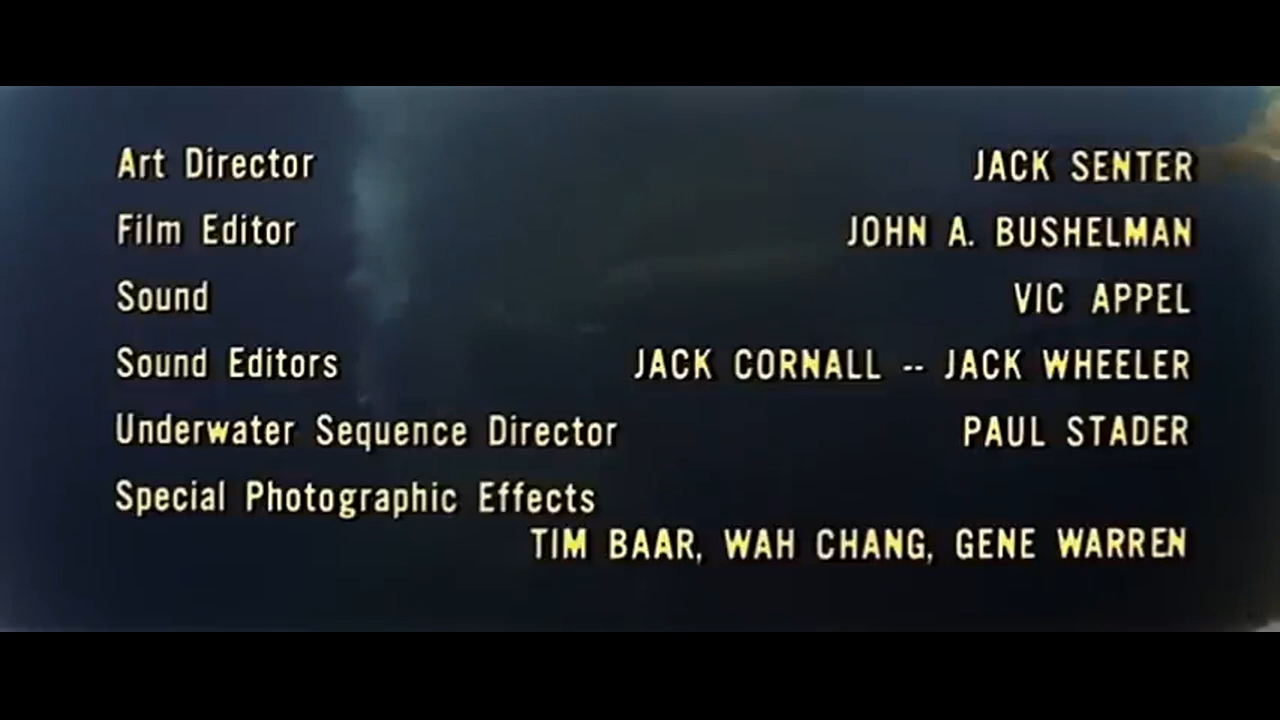 Art Director JACK SENTER
Film Editor JOHN A. BUSHELMAN
Sound VIC APPEL
Sound Editors JACK CORNALL -- JACK WHEELER
Underwater Sequence Director PAUL STADER
Special Photographic Effects
TIM BAAR, WAH CHANG, GENE WARREN